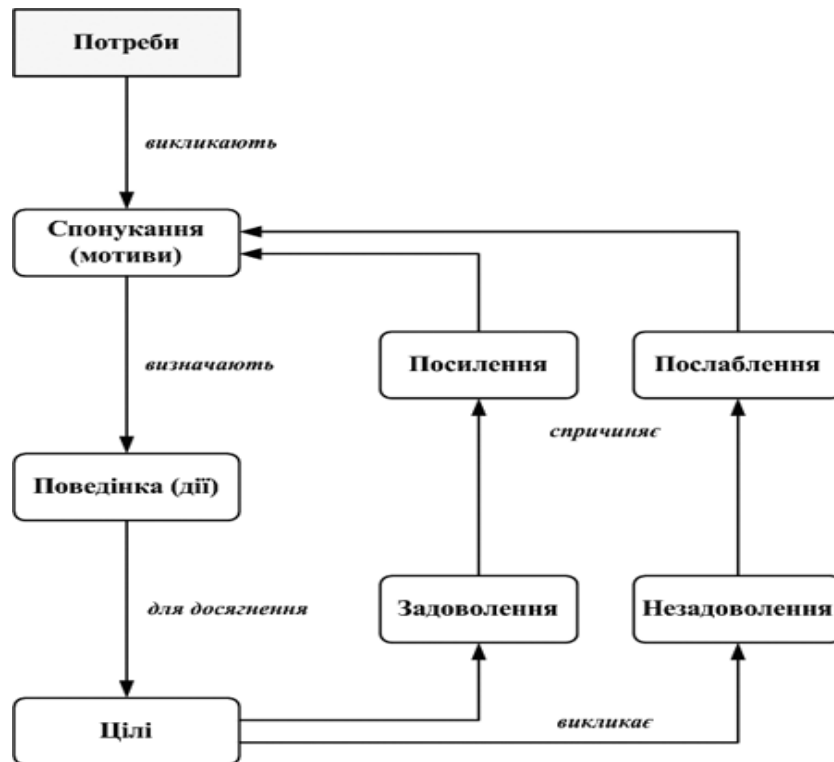 Потреби
викликають
Спонукання
(мотиви)
визначають
Посилення
Послаблення
спричиняє
Поведінка (дії)
для досягнення
Задоволення
Незадоволення
Цілі
викликає